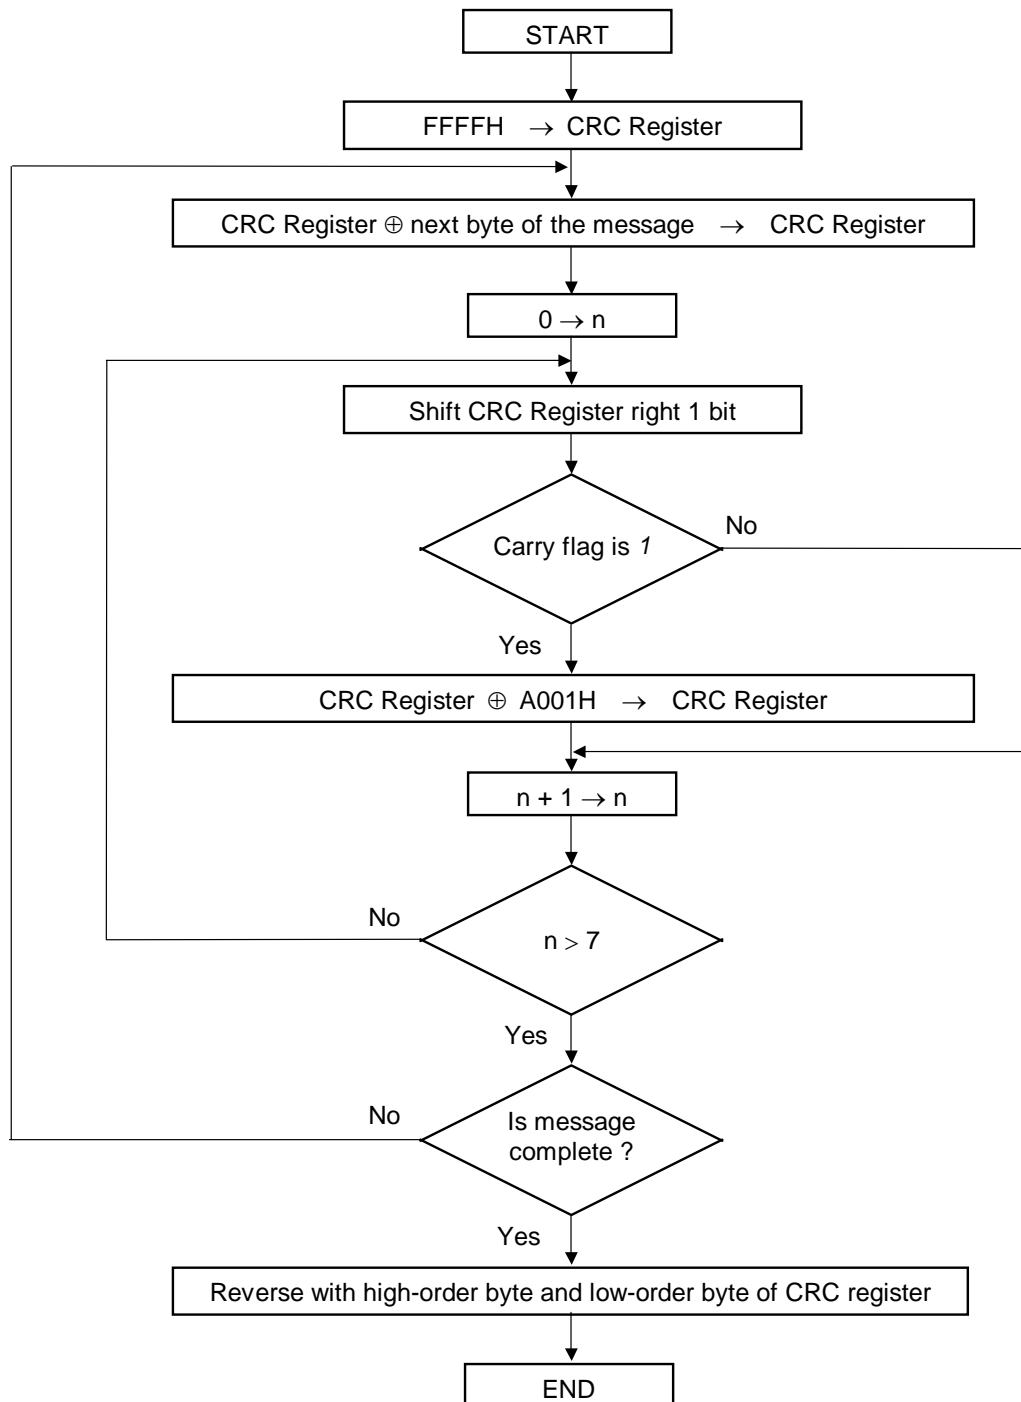 START
FFFFH → CRC Register
CRC Register ⊕ next byte of the message → CRC Register
0 → n
Shift CRC Register right 1 bit
Carry flag is 1
No
Yes
CRC Register ⊕ A001H → CRC Register
n + 1 → n
No
n > 7
Yes
No
Is message
complete ?
Yes
Reverse with high-order byte and low-order byte of CRC register
END